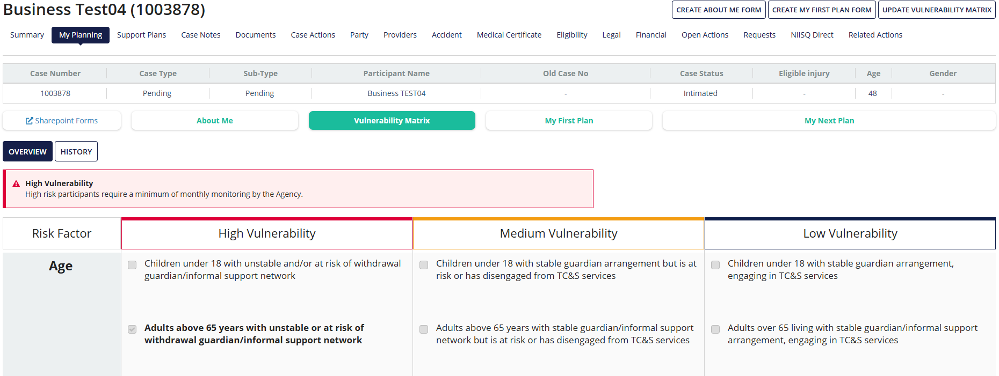 Business Test04 (1003878)
CREATE ABOUT ME FORM CREATE MY FIRST PLAN FORM UPDATE VULNERABILITY MATRIX
Summary My Planning Support Plans Case Notes Documents Case Actions Party Providers Accident Medical Certificate Eligibility Legal Financial Open Actions Requests NIISQ Direct Related Actions
Case Number Case Type Sub-Type Participant Name Old Case No Case Status Eligible injury Age Gender
1003878 Pending Pending Business TEST04 - Intimated - 48 -
Sharepoint Forms About Me Vulnerability Matrix My First Plan My Next Plan
OVERVIEW HISTORY
High Vulnerability
High risk participants require a minimum of monthly monitoring by the Agency.
Risk Factor High Vulnerability Medium Vulnerability Low Vulnerability
Age
Children under 18 with unstable and/or at risk of withdrawal
guardian/informal support network
Children under 18 with stable guardian arrangement but is at
risk or has disengaged from TC&S services
Children under 18 with stable guardian arrangement,
engaging in TC&S services
Adults above 65 years with unstable or at risk of
withdrawal guardian/informal support network
Adults above 65 years with stable guardian/informal support
network but is at risk or has disengaged from TC&S services
Adults over 65 living with stable guardian/informal support
arrangement, engaging in TC&S services